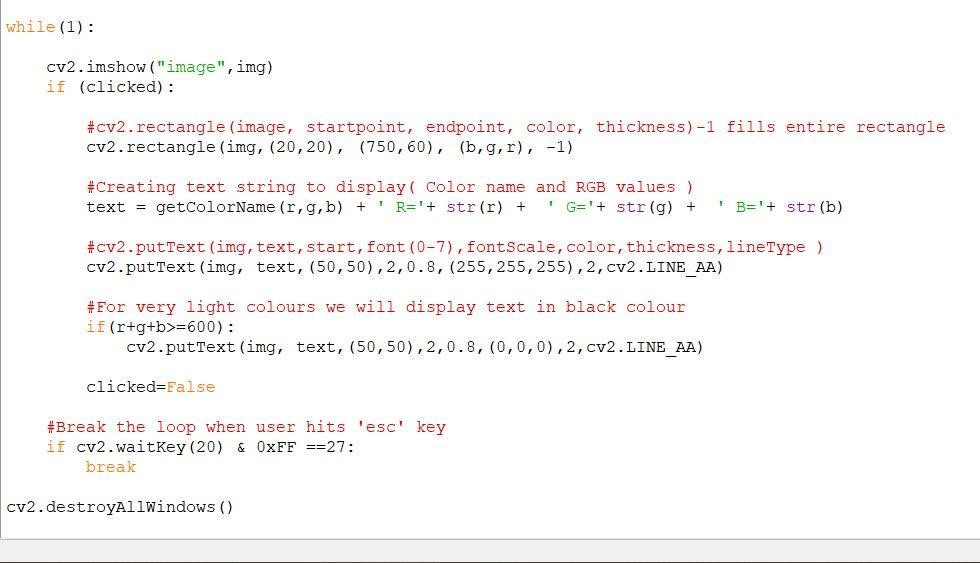 while(1):
    cv2.imshow("image",img)
    if (clicked):
        #cv2.rectangle(image, startpoint, endpoint, color, thickness)-1 fills entire rectangle
        cv2.rectangle(img,(20,20), (750,60), (b,g,r), -1)
        #Creating text string to display( Color name and RGB values )
        text = getColorName(r,g,b) + ' R='+ str(r) +  ' G='+ str(g) +  ' B='+ str(b)
        #cv2.putText(img,text,start,font(0-7),fontScale,color,thickness,lineType )
        cv2.putText(img, text,(50,50),2,0.8,(255,255,255),2,cv2.LINE_AA)
        #For very light colours we will display text in black colour
        if(r+g+b>=600):
            cv2.putText(img, text,(50,50),2,0.8,(0,0,0),2,cv2.LINE_AA)
        clicked=False
    #Break the loop when user hits 'esc' key
    if cv2.waitKey(20) & 0xFF ==27:
        break
cv2.destroyAllWindows()